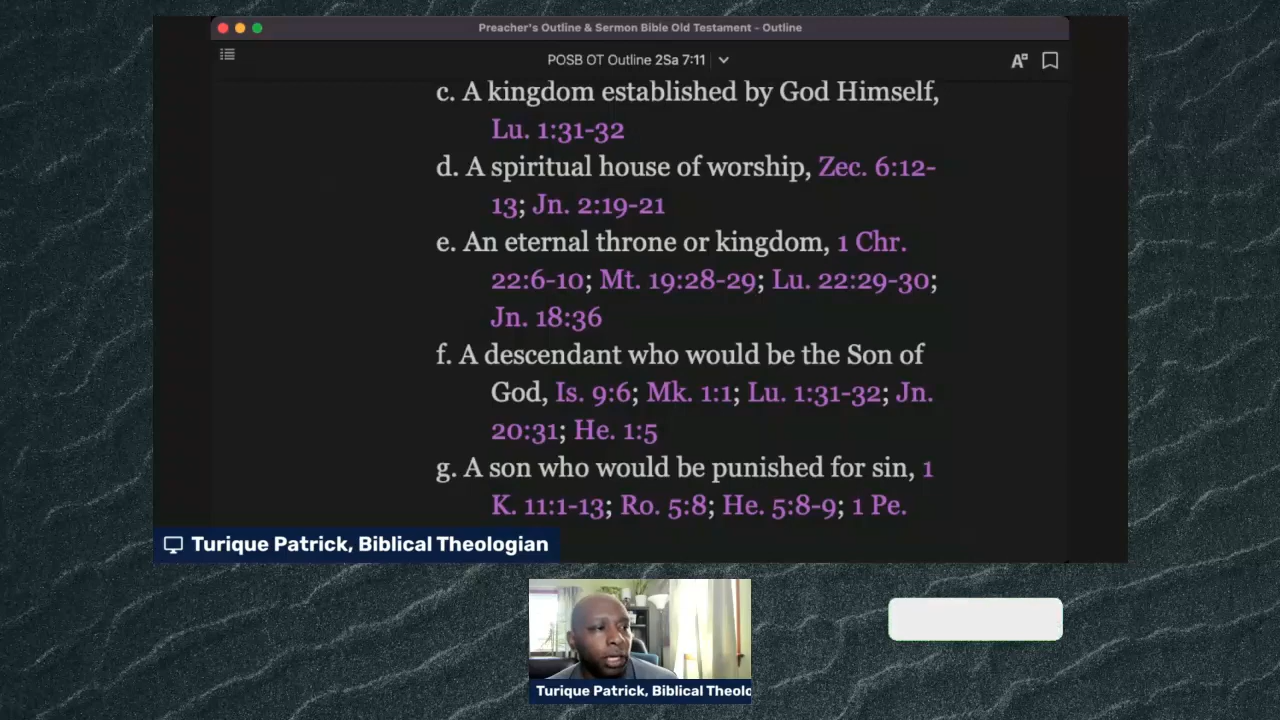 Preacher's Outline & Sermon Bible Old Testament - Outline
POSB OT Outline 2Sa 7:11
A
c. A kingdom established by God Himself,
Lu. 1:31-32
d. A spiritual house of worship, Zec. 6:12-
13; Jn. 2:19-21
e. An eternal throne or kingdom, 1 Chr.
22:6-10; Mt. 19:28-29; Lu. 22:29-30;
Jn. 18:36
f. A descendant who would be the Son of
God, Is. 9:6; Mk. 1:1; Lu. 1:31-32; Jn.
20:31; He. 1:5
g. A son who would be punished for sin, 1
K. 11:1-13; Ro. 5:8; He. 5:8-9; 1 Pe.
Turique Patrick, Biblical Theologian
Turique Patrick, Biblical Theolo